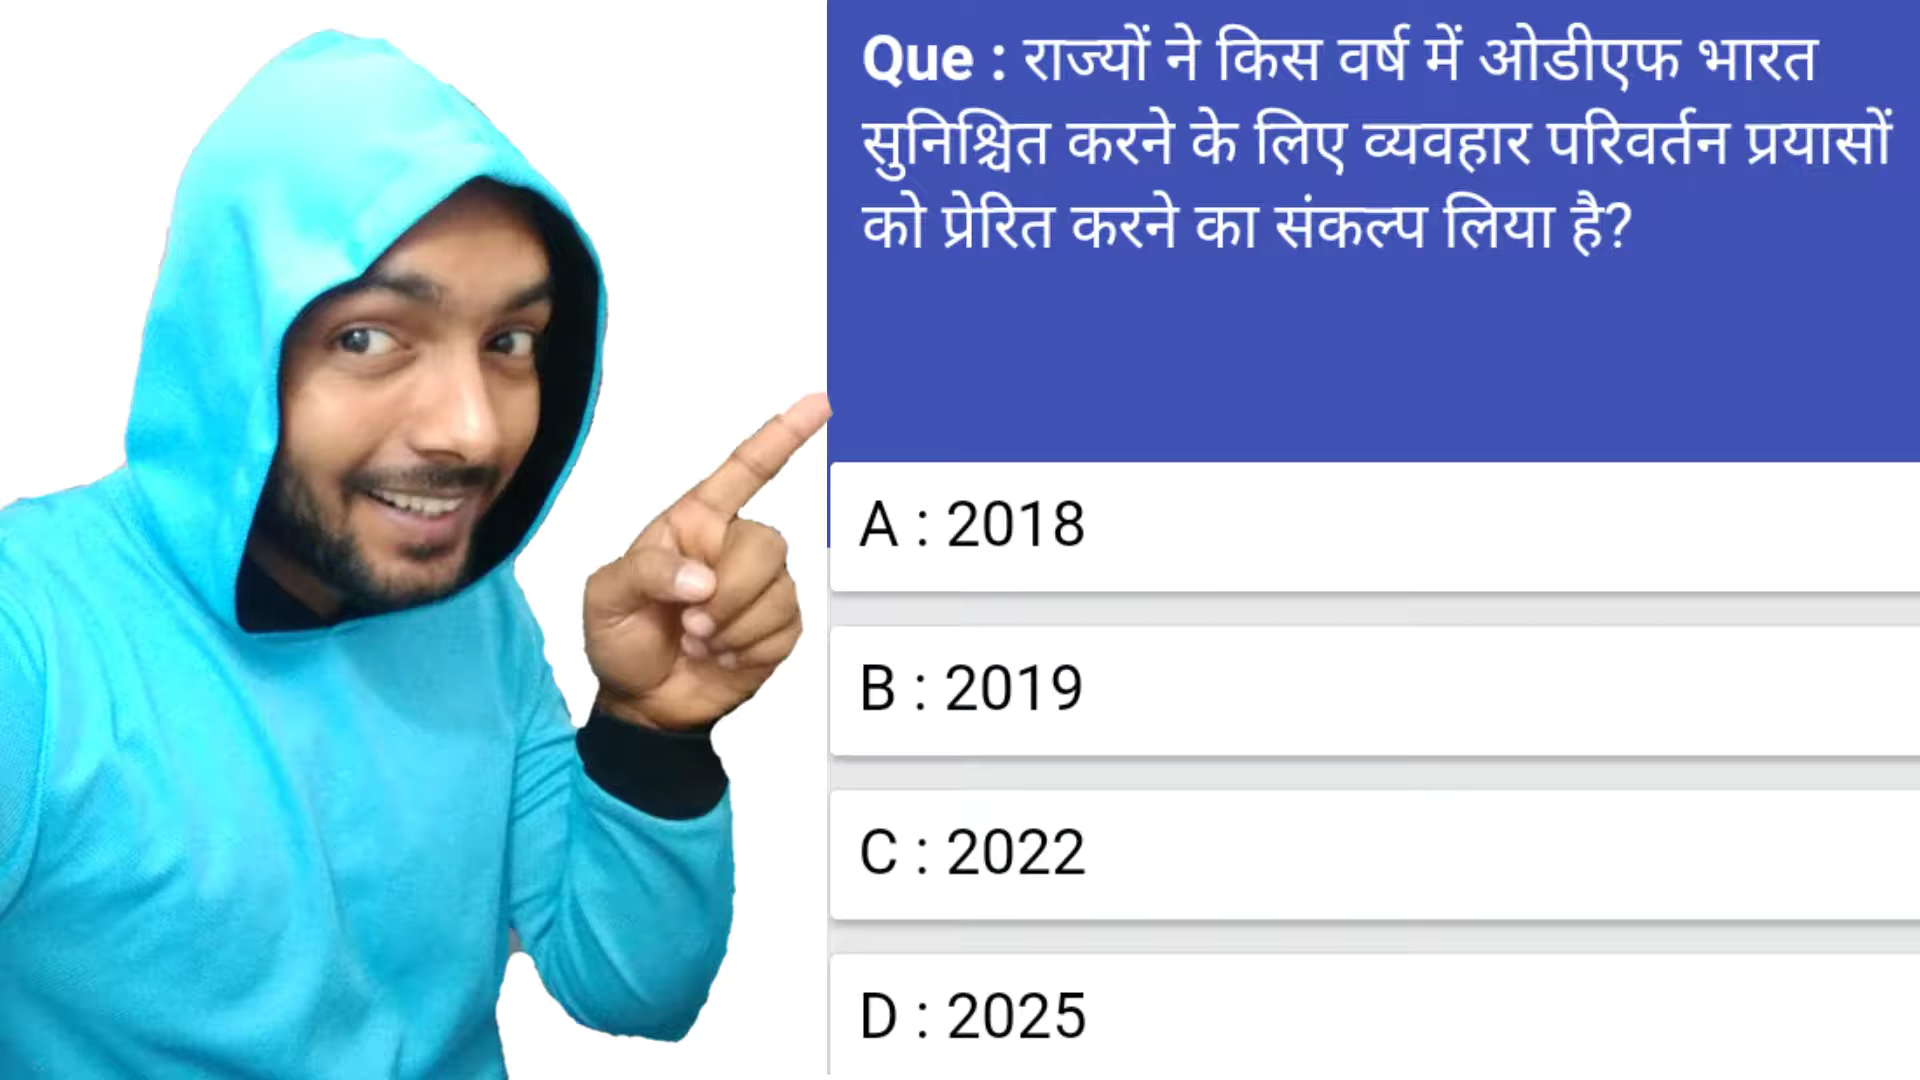 Que : राज्यों ने किस वर्ष में ओडीएफ भारत
सुनिश्चित करने के लिए व्यवहार परिवर्तन प्रयासों
को प्रेरित करने का संकल्प लिया है?
A : 2018
B : 2019
C : 2022
D : 2025